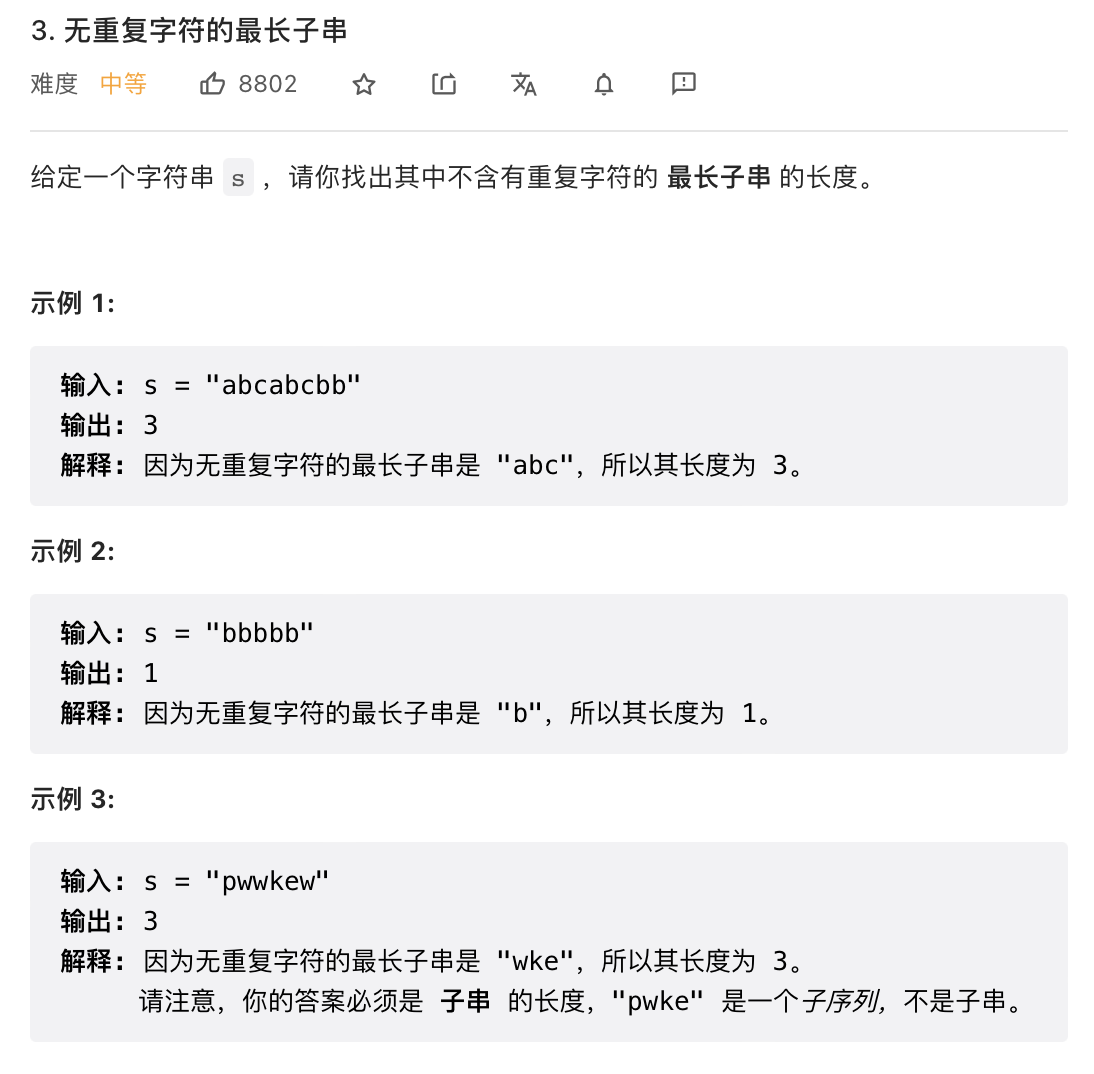 3. 无重复字符的最长子串
难度 中等 8802
给定一个字符串 s ，请你找出其中不含有重复字符的 最长子串 的长度。
示例 1:
输入: s = "abcabcbb"
输出: 3
解释: 因为无重复字符的最长子串是 "abc"，所以其长度为 3。
示例 2:
输入: s = "bbbbb"
输出: 1
解释: 因为无重复字符的最长子串是 "b"，所以其长度为 1。
示例 3:
输入: s = "pwwkew"
输出: 3
解释: 因为无重复字符的最长子串是 "wke"，所以其长度为 3。
请注意，你的答案必须是 子串 的长度，"pwke" 是一个子序列，不是子串。